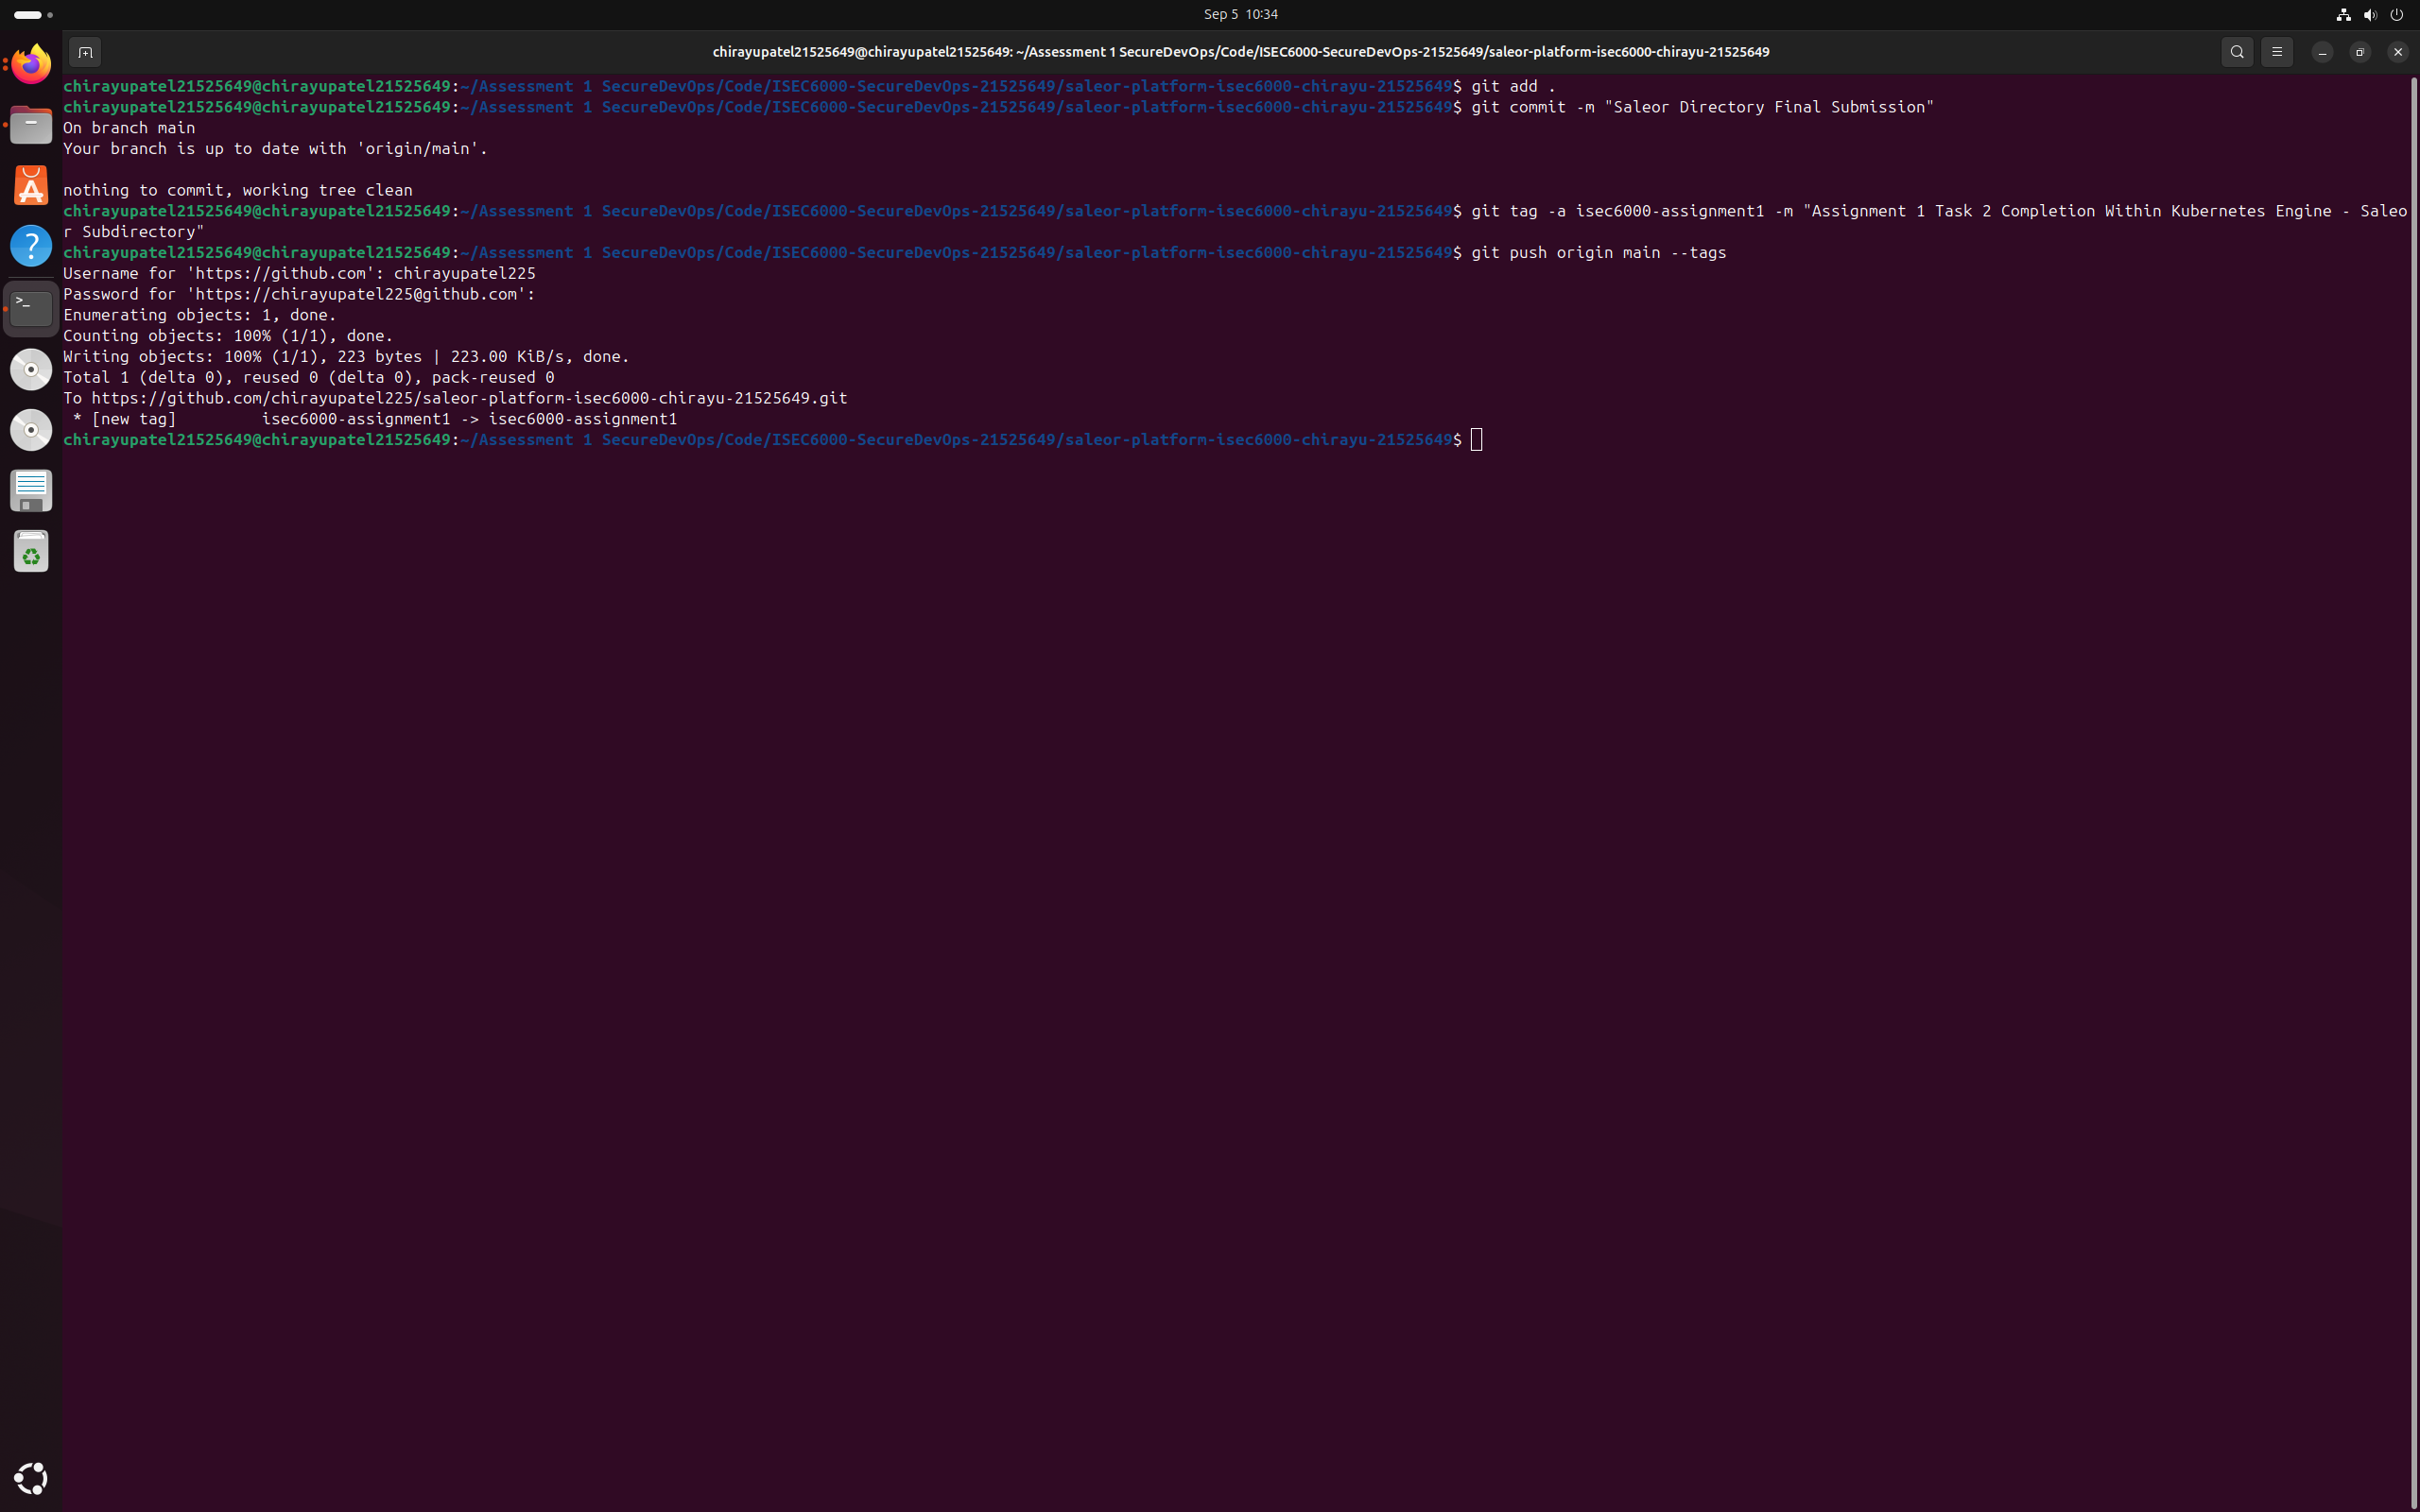 Sep 5 10:34
chirayupatel21525649@chirayupatel21525649: ~/Assessment 1 SecureDevOps/Code/ISEC6000-SecureDevOps-21525649/saleor-platform-isec6000-chirayu-21525649
chirayupatel21525649@chirayupatel21525649:~/Assessment 1 SecureDevOps/Code/ISEC6000-SecureDevOps-21525649/saleor-platform-isec6000-chirayu-21525649$ git add .
chirayupatel21525649@chirayupatel21525649:~/Assessment 1 SecureDevOps/Code/ISEC6000-SecureDevOps-21525649/saleor-platform-isec6000-chirayu-21525649$ git commit -m "Saleor Directory Final Submission"
On branch main
Your branch is up to date with 'origin/main'.
nothing to commit, working tree clean
chirayupatel21525649@chirayupatel21525649:~/Assessment 1 SecureDevOps/Code/ISEC6000-SecureDevOps-21525649/saleor-platform-isec6000-chirayu-21525649$ git tag -a isec6000-assignment1 -m "Assignment 1 Task 2 Completion Within Kubernetes Engine - Saleo
r Subdirectory"
chirayupatel21525649@chirayupatel21525649:~/Assessment 1 SecureDevOps/Code/ISEC6000-SecureDevOps-21525649/saleor-platform-isec6000-chirayu-21525649$ git push origin main --tags
Username for 'https://github.com': chirayupatel225
Password for 'https://chirayupatel225@github.com':
Enumerating objects: 1, done.
Counting objects: 100% (1/1), done.
Writing objects: 100% (1/1), 223 bytes | 223.00 KiB/s, done.
Total 1 (delta 0), reused 0 (delta 0), pack-reused 0
To https://github.com/chirayupatel225/saleor-platform-isec6000-chirayu-21525649.git
 * [new tag]         isec6000-assignment1 -> isec6000-assignment1
chirayupatel21525649@chirayupatel21525649:~/Assessment 1 SecureDevOps/Code/ISEC6000-SecureDevOps-21525649/saleor-platform-isec6000-chirayu-21525649$